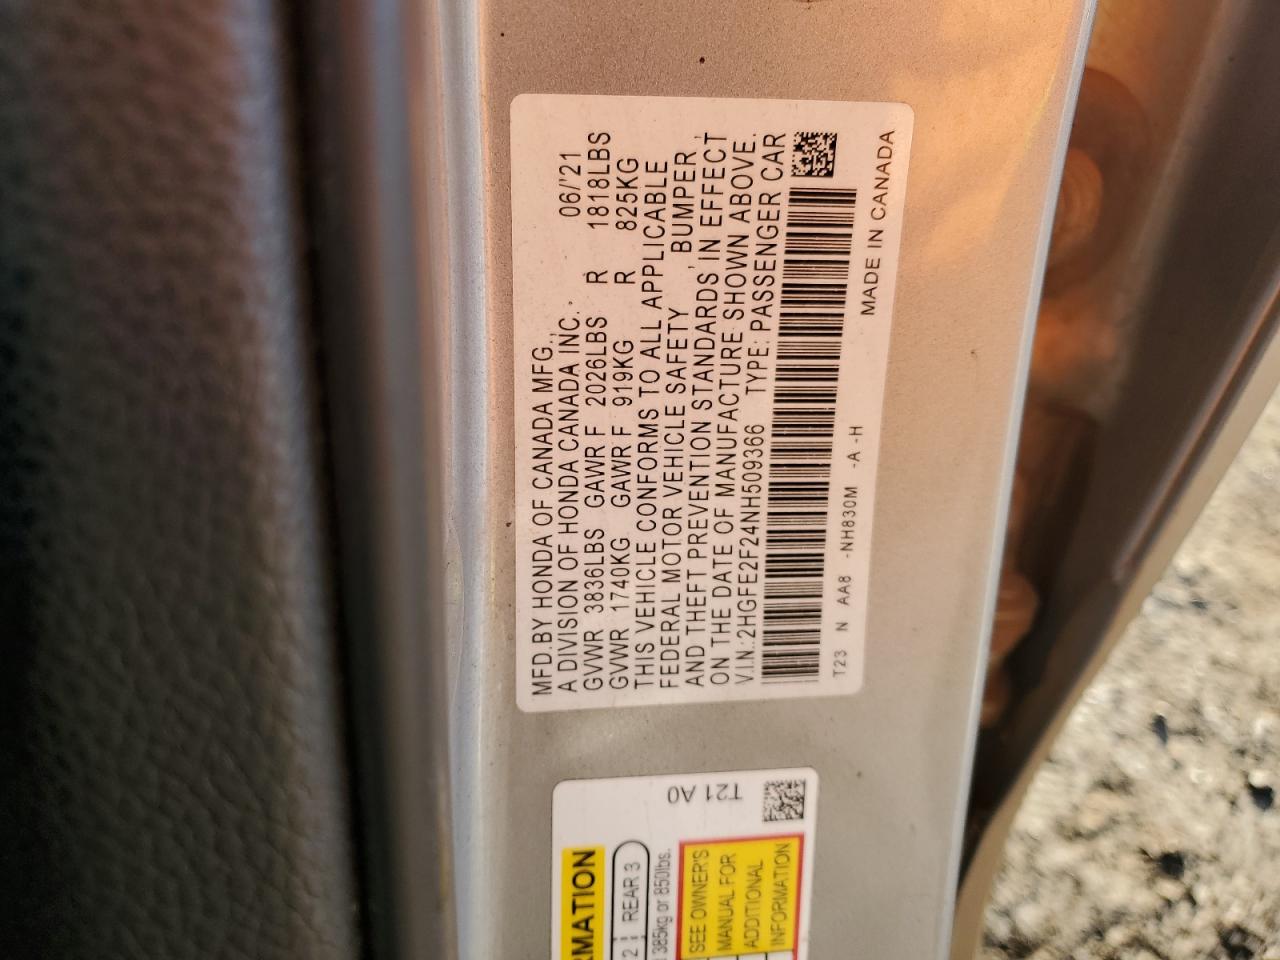 MFD.BY HONDA OF CANADA MFG.,
A DIVISION OF HONDA CANADA INC. 06/'21
GVWR 3836LBS GAWR F 2026LBS R 1818LBS
GVWR 1740KG GAWR F 919KG R 825KG
THIS VEHICLE CONFORMS TO ALL APPLICABLE
FEDERAL MOTOR VEHICLE SAFETY, BUMPER,
AND THEFT PREVENTION STANDARDS, IN EFFECT
ON THE DATE OF MANUFACTURE SHOWN ABOVE.
V.I.N.:2HGFE2F24NH509366 TYPE: PASSENGER CAR
T23 N AA8 -NH830M -A -H MADE IN CANADA
T21 A0
RMATION
2 REAR 3
385kg or 850lbs.
SEE OWNER'S
MANUAL FOR
ADDITIONAL
INFORMATION